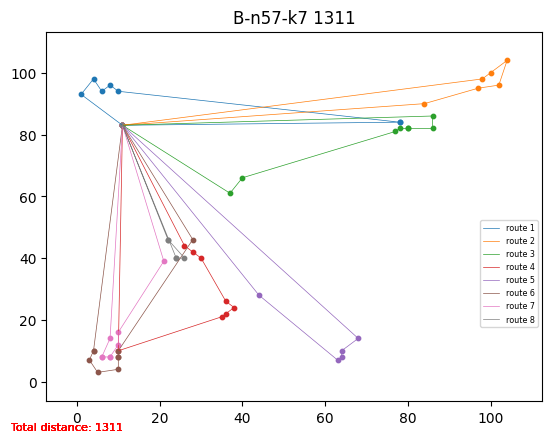 B-n57-k7 1311
100
80
60
40
20
0
route 1
route 2
route 3
route 4
route 5
route 6
route 7
route 8
0 20 40 60 80 100
Total distance: 1311